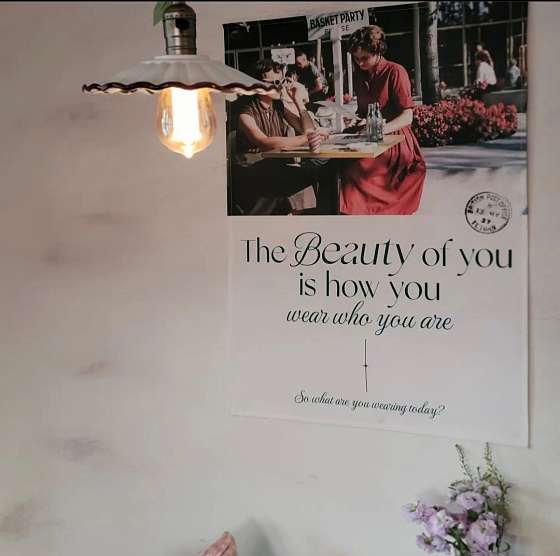 BASKET PARTY
The Beauty of you
is how you
wear who you are
So what are you wearing today?